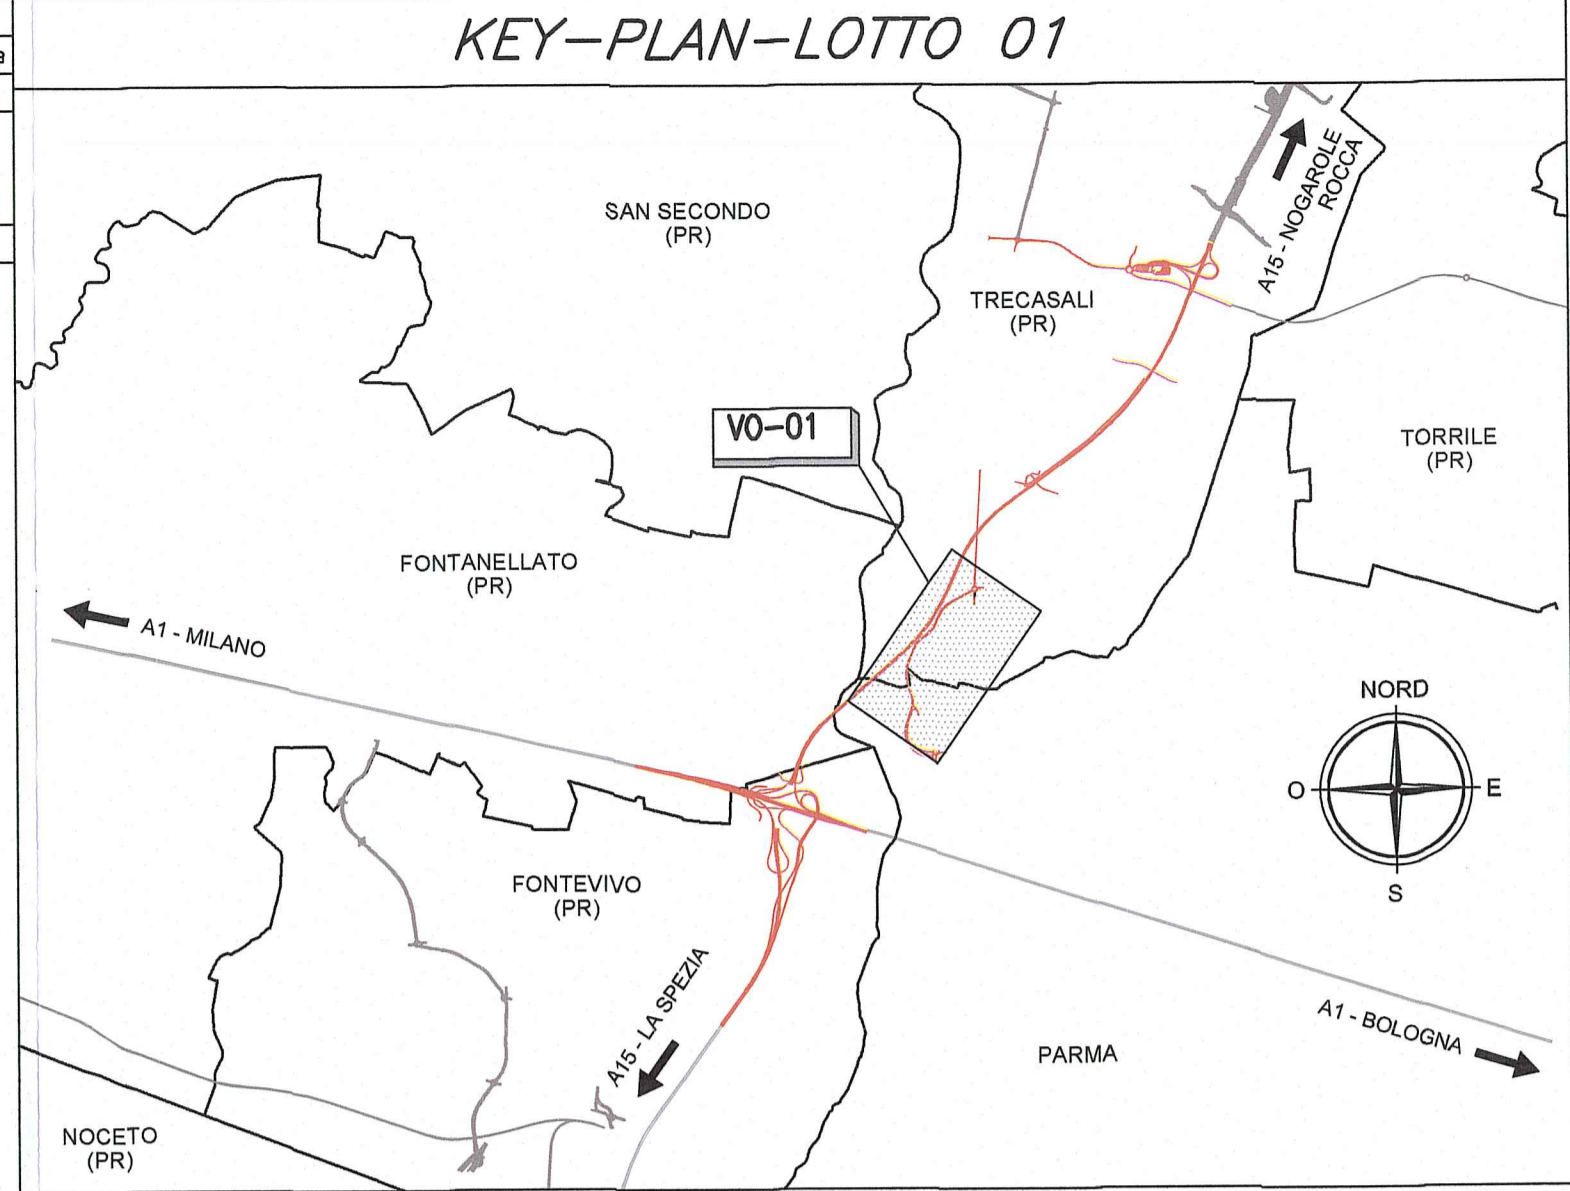 KEY-PLAN-LOTTO 01
SAN SECONDO
(PR)
A15 - NOGAROLE
ROCCA
TRECASALI
(PR)
VO-01
TORRILE
(PR)
FONTANELLATO
(PR)
A1 - MILANO
NORD
O
E
S
FONTEVIVO
(PR)
A15 - LA SPEZIA
A1 - BOLOGNA
PARMA
NOCETO
(PR)